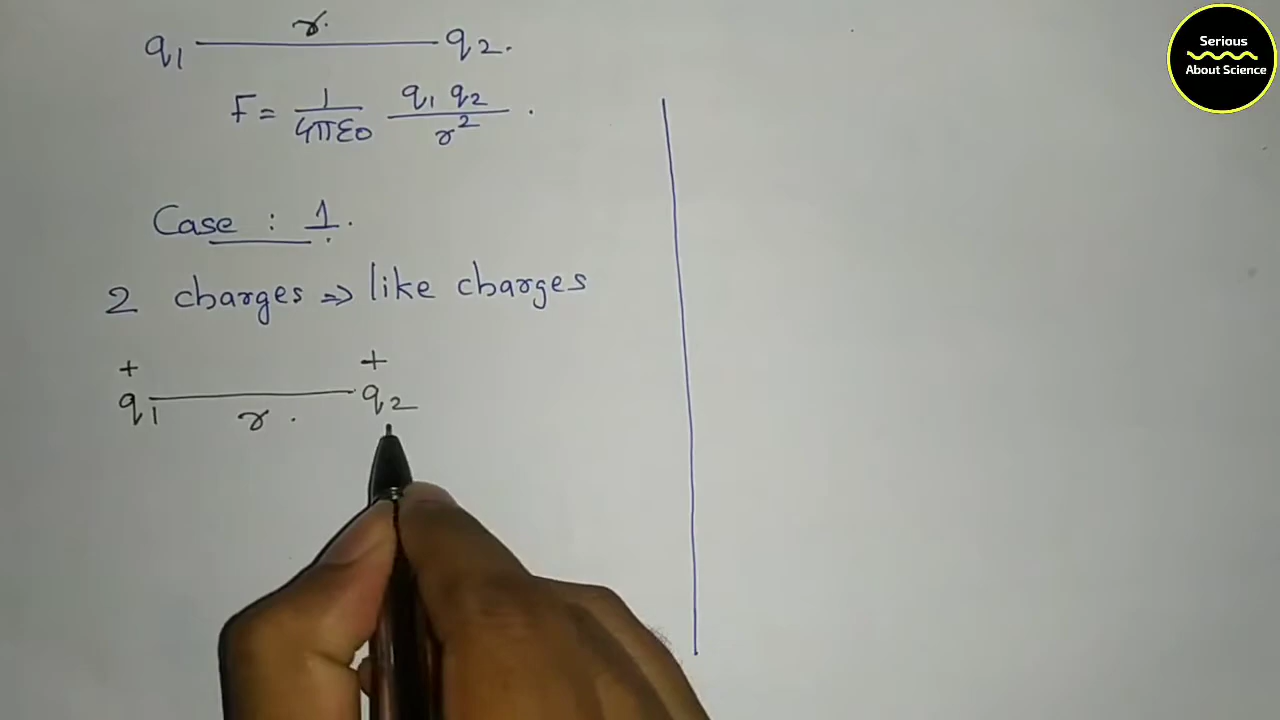 r.
q1 q2.
F = 1/4πε0 q1 q2/r² .
Case : 1.
2 charges ⇒ like charges
+ +
q1 q2
r .
Serious
About Science